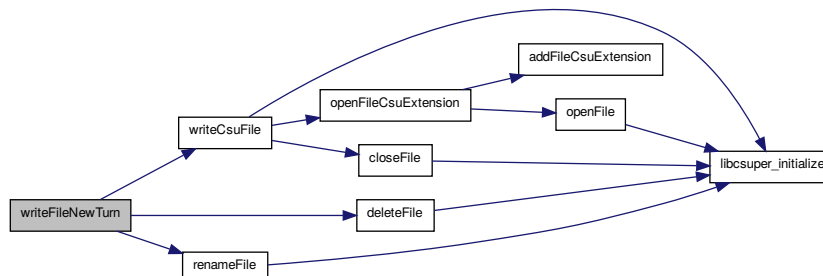 addFileCsuExtension
openFileCsuExtension
openFile
writeCsuFile
closeFile
libcsuper_initialize
writeFileNewTurn
deleteFile
renameFile